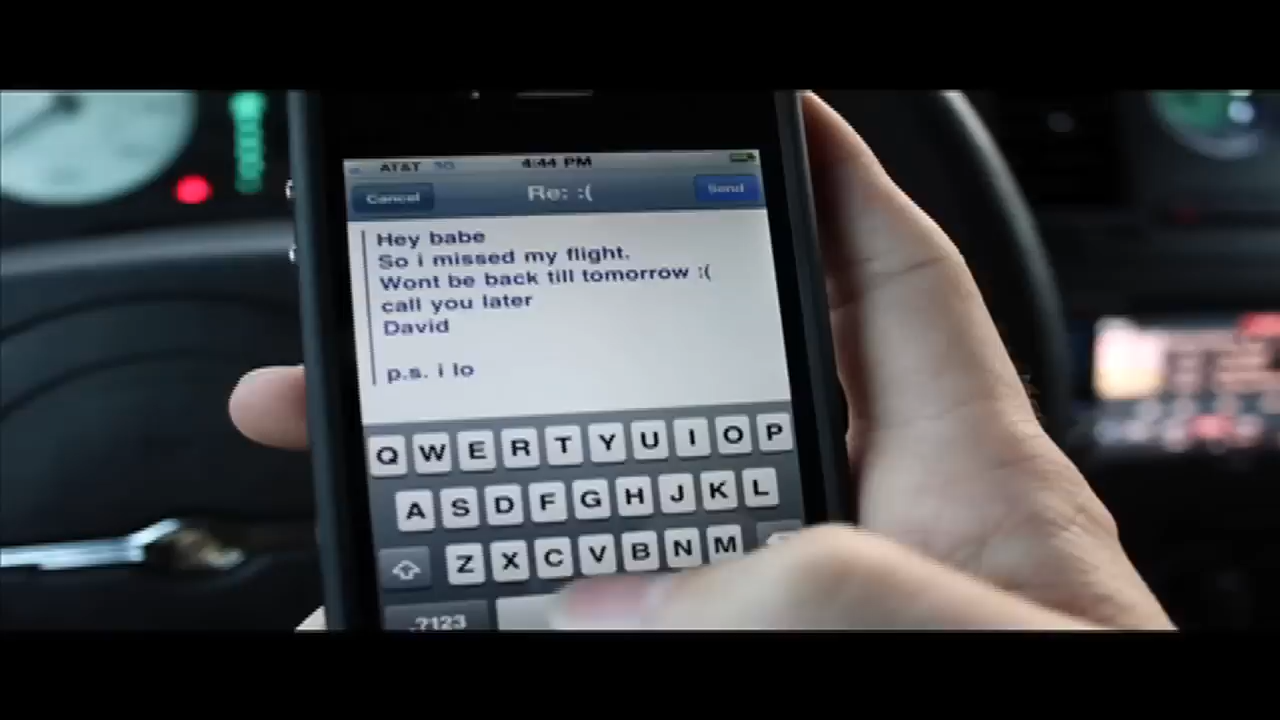 AT&T 3G 4:44 PM
Cancel Re: :( Send
Hey babe
So i missed my flight.
Wont be back till tomorrow :(
call you later
David
p.s. i lo
Q W E R T Y U I O P
A S D F G H J K L
Z X C V B N M
.?123